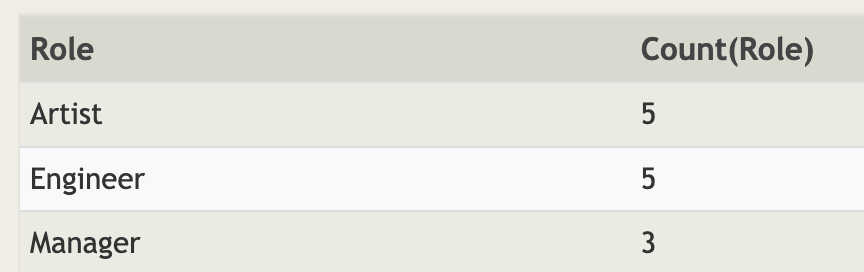 Role Count(Role)
Artist 5
Engineer 5
Manager 3